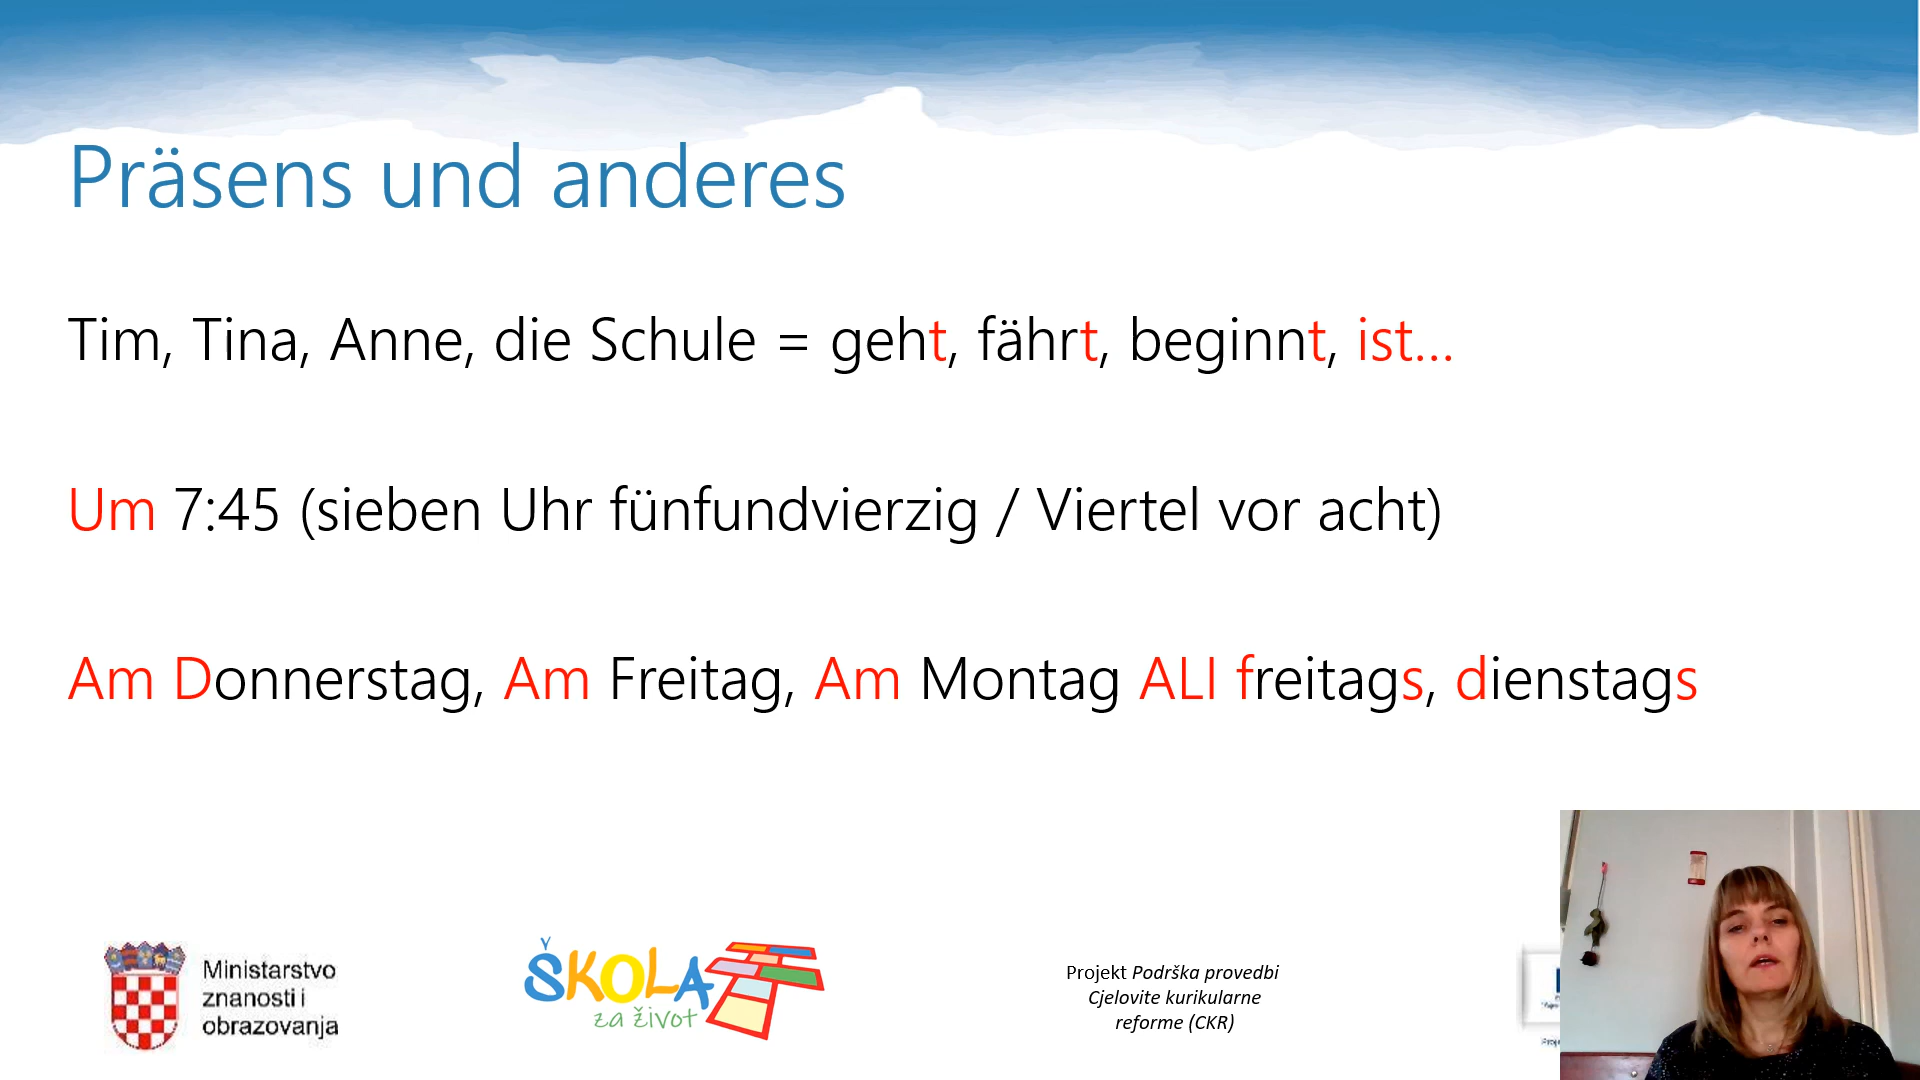 Präsens und anderes
Tim, Tina, Anne, die Schule = geht, fährt, beginnt, ist...
Um 7:45 (sieben Uhr fünfundvierzig / Viertel vor acht)
Am Donnerstag, Am Freitag, Am Montag ALI freitags, dienstags
Ministarstvo
znanosti i
obrazovanja
ŠKOLA
za život
Projekt Podrška provedbi
Cjelovite kurikularne
reforme (CKR)